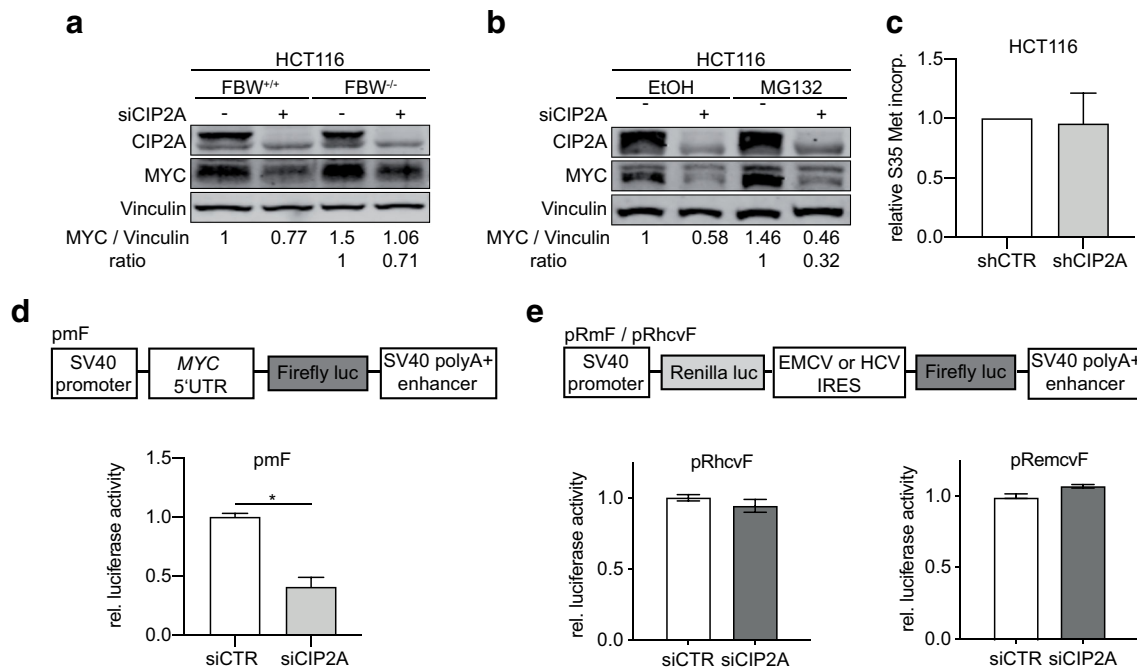 a
HCT116
FBW+/+ FBW-/-
siCIP2A - + - +
CIP2A
MYC
Vinculin
MYC / Vinculin 1 0.77 1.5 1.06
ratio 1 0.71
b
HCT116
EtOH MG132
siCIP2A - + - +
CIP2A
MYC
Vinculin
MYC / Vinculin 1 0.58 1.46 0.46
ratio 1 0.32
c
HCT116
relative S35 Met incorp.
1.5
1.0
0.5
0.0
shCTR shCIP2A
d
pmF
SV40 promoter
MYC 5'UTR
Firefly luc
SV40 polyA+ enhancer
pmF
rel. luciferase activity
1.5
1.0
0.5
0.0
*
siCTR siCIP2A
e
pRmF / pRhcvF
SV40 promoter
Renilla luc
EMCV or HCV IRES
Firefly luc
SV40 polyA+ enhancer
pRhcvF
rel. luciferase activity
1.0
0.5
0.0
siCTR siCIP2A
pRemcvF
rel. luciferase activity
1.0
0.5
0.0
siCTR siCIP2A